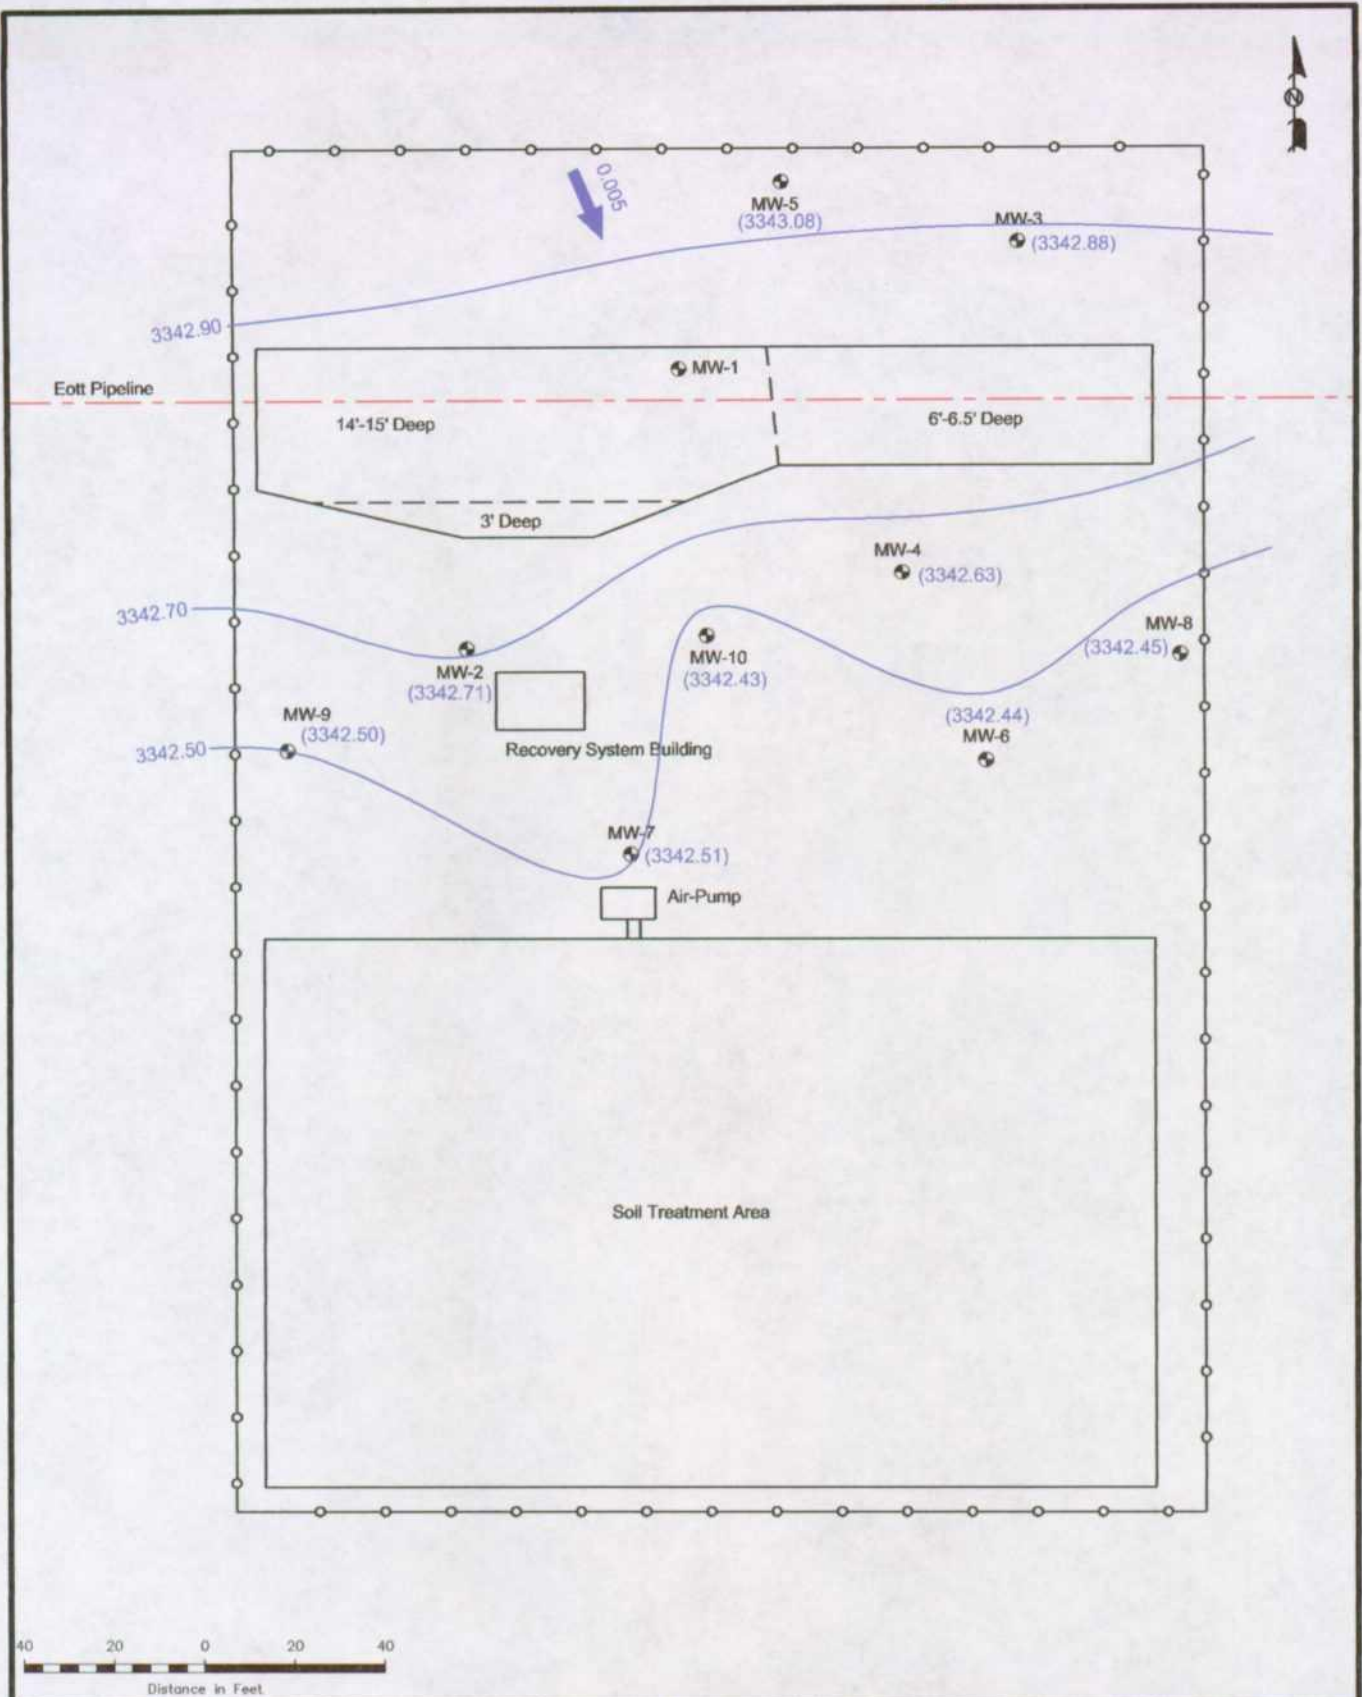 N
0.005
MW-5
(3343.08)
MW-3
(3342.88)
3342.90
MW-1
Eott Pipeline
14'-15' Deep
6'-6.5' Deep
3' Deep
MW-4
(3342.63)
3342.70
MW-8
(3342.45)
MW-2
(3342.71)
MW-10
(3342.43)
MW-9
(3342.50)
(3342.44)
MW-6
3342.50
Recovery System Building
MW-7
(3342.51)
Air-Pump
Soil Treatment Area
40 20 0 20 40
Distance in Feet